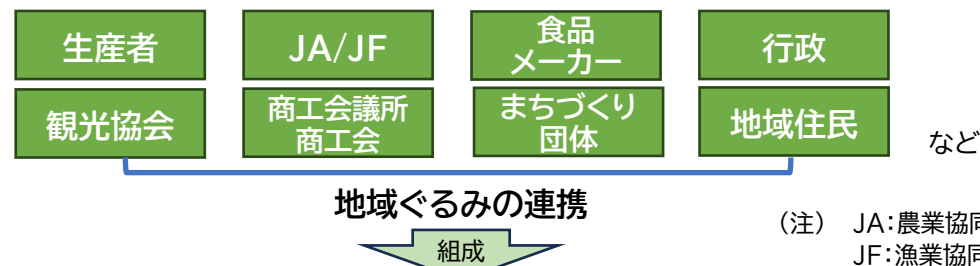 生産者
JA/JF
食品
メーカー
行政
観光協会
商工会議所
商工会
まちづくり
団体
地域住民
など
地域ぐるみの連携
（注） JA：農業協同
JF：漁業協同
組成